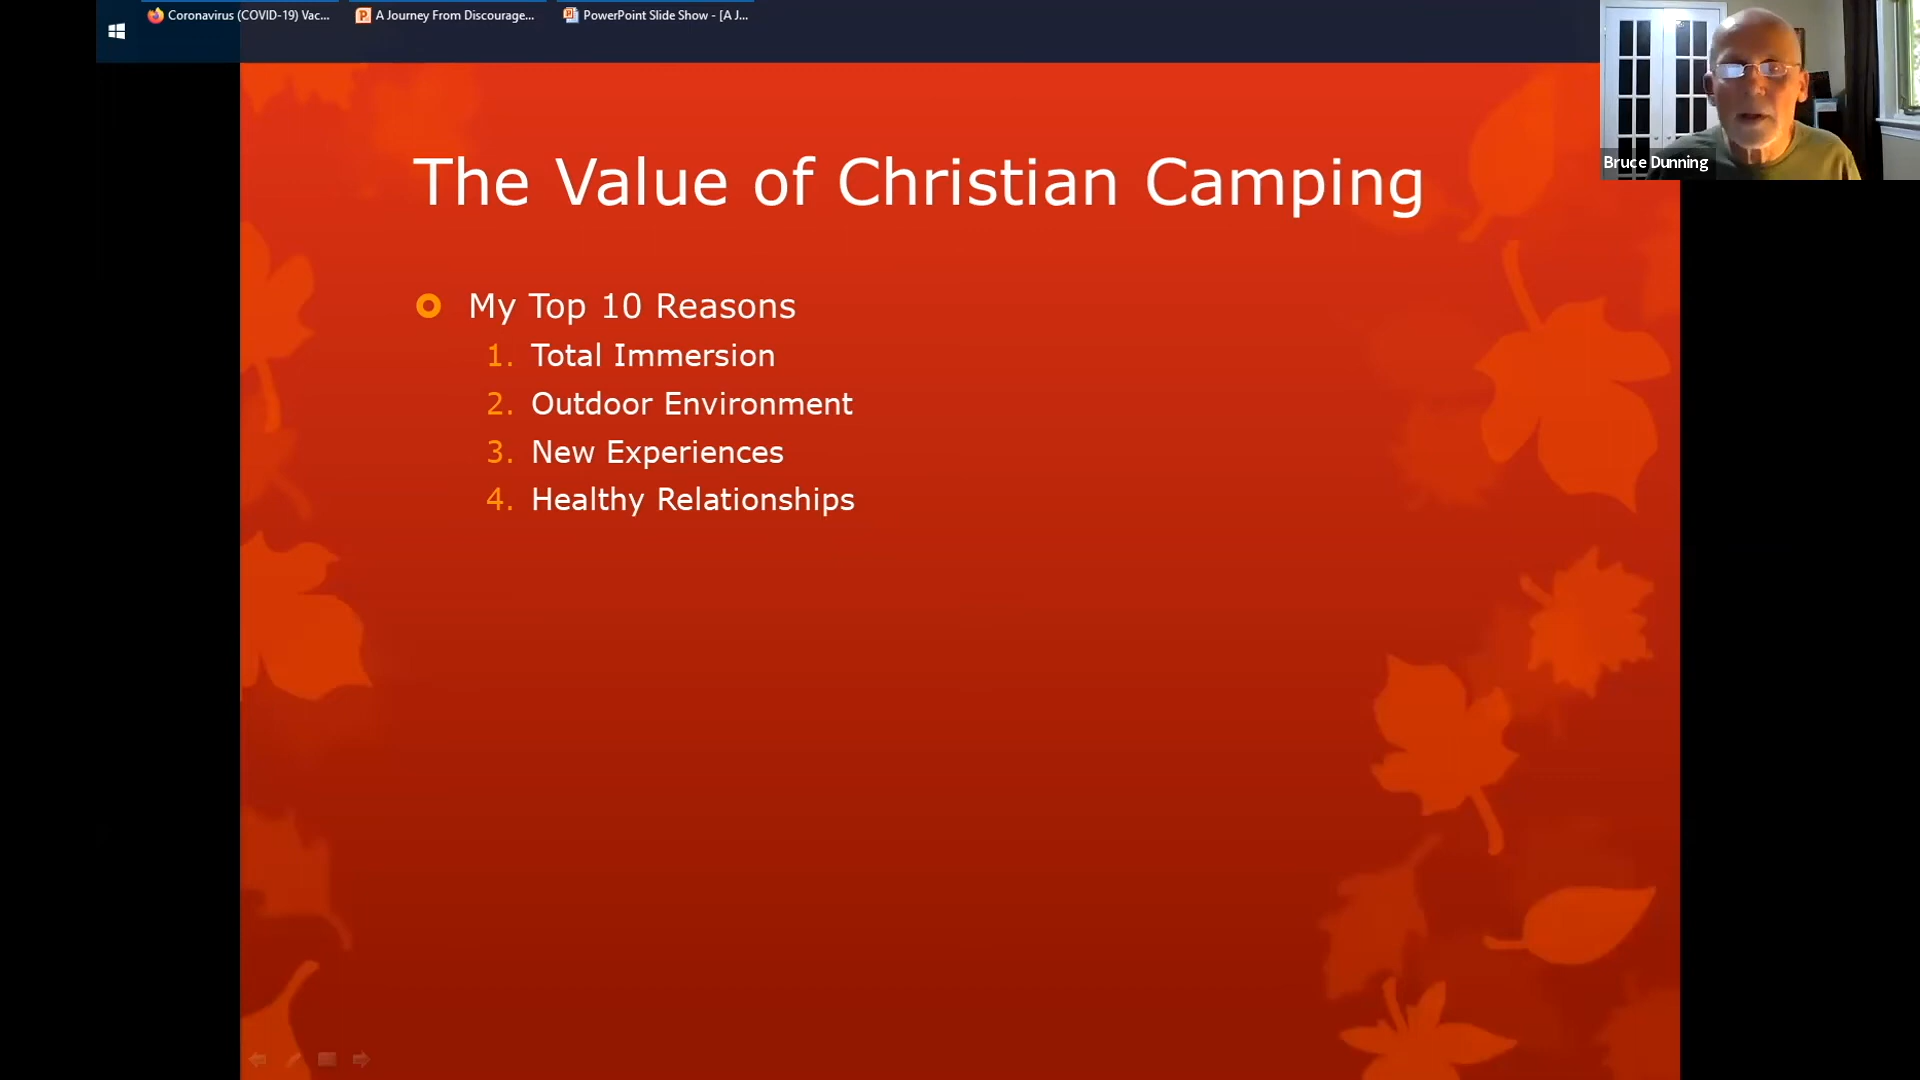 Coronavirus (COVID-19) Vac...
A Journey From Discourage...
PowerPoint Slide Show - [A J...
Bruce Dunning
The Value of Christian Camping
My Top 10 Reasons
1. Total Immersion
2. Outdoor Environment
3. New Experiences
4. Healthy Relationships